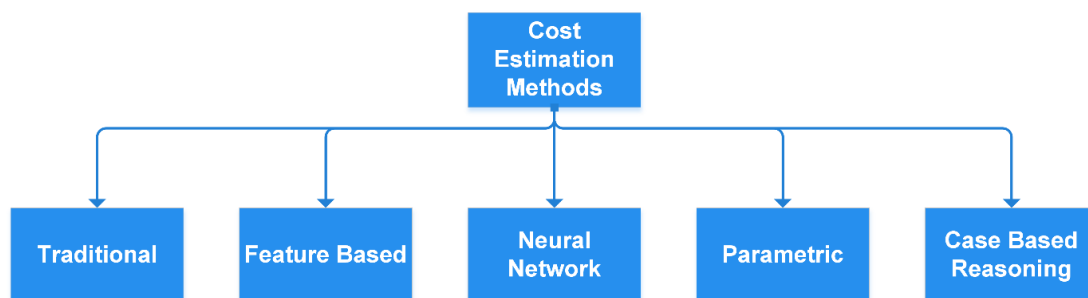 Cost
Estimation
Methods
Traditional
Feature Based
Neural
Network
Parametric
Case Based
Reasoning